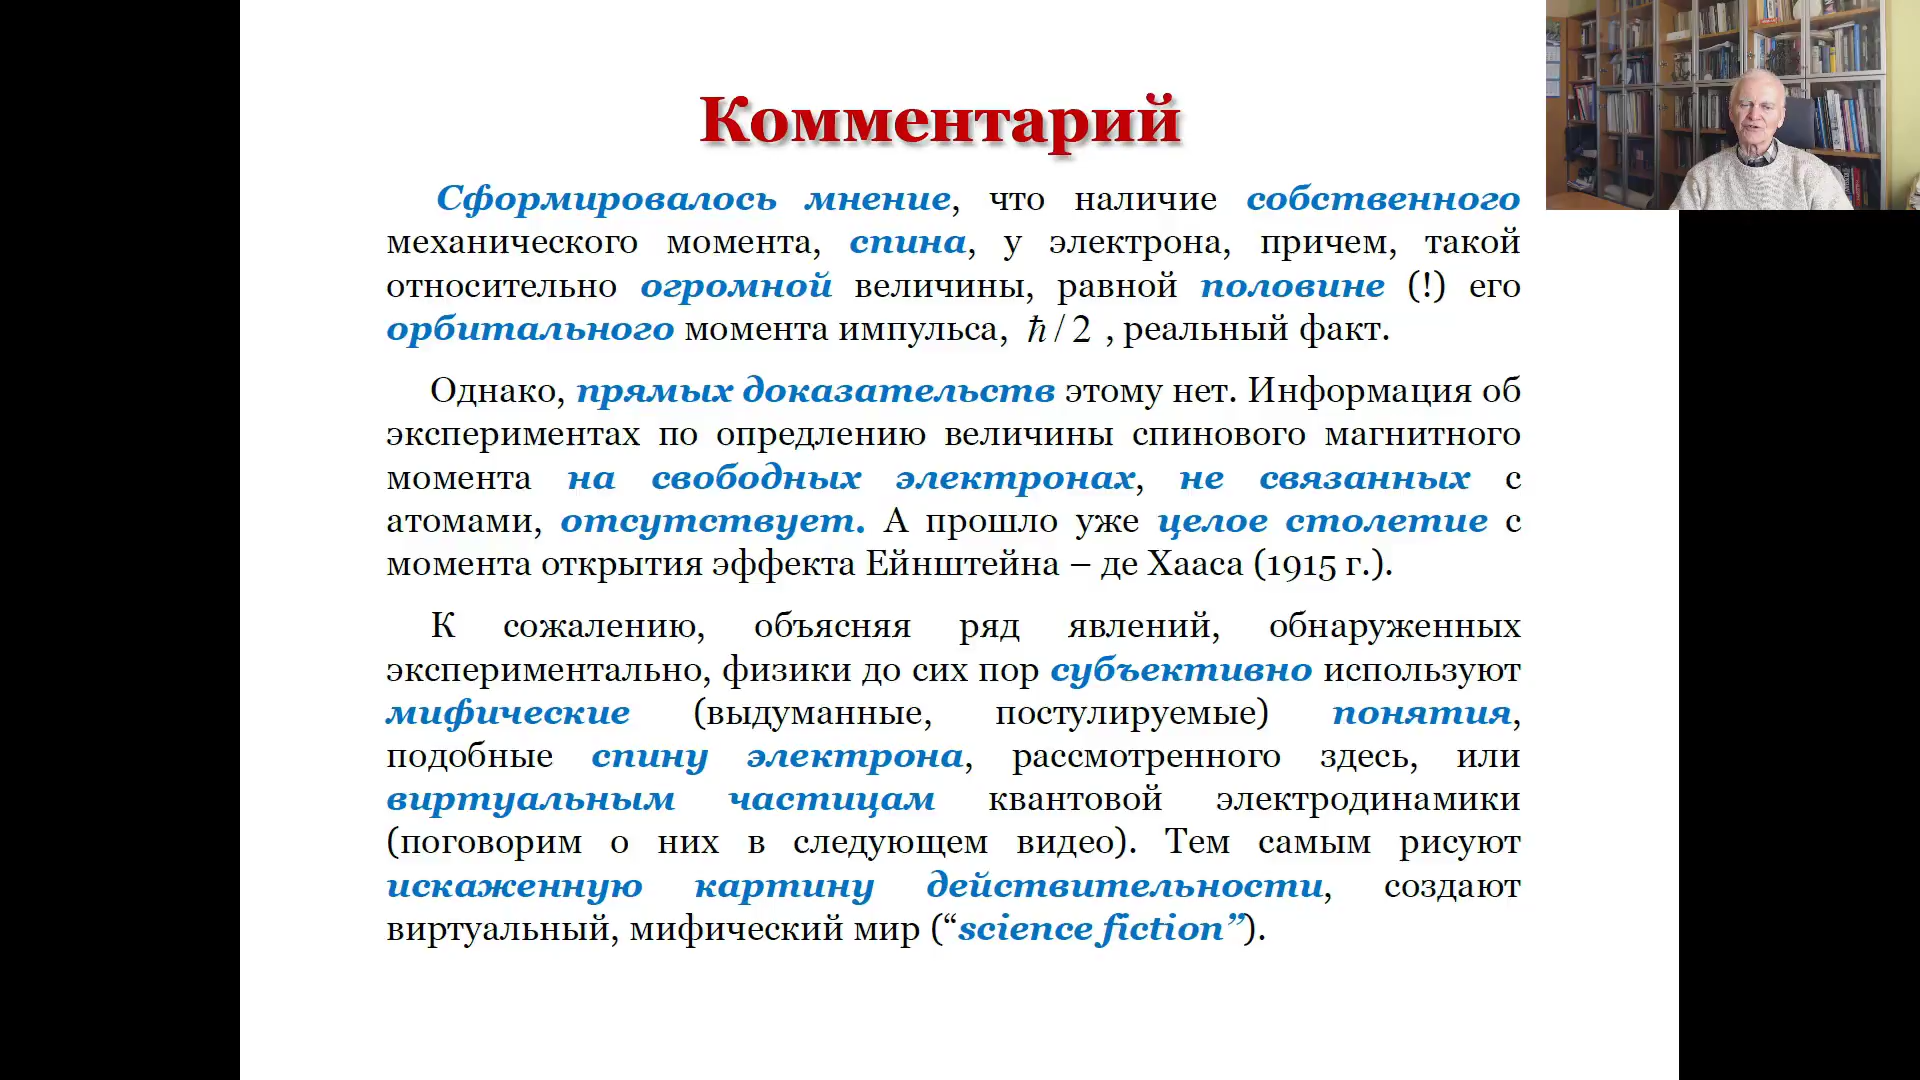 Комментарий
Сформировалось мнение, что наличие собственного
механического момента, спина, у электрона, причем, такой
относительно огромной величины, равной половине (!) его
орбитального момента импульса, ħ/2 , реальный факт.
Однако, прямых доказательств этому нет. Информация об
экспериментах по опредлению величины спинового магнитного
момента на свободных электронах, не связанных с
атомами, отсутствует. А прошло уже целое столетие с
момента открытия эффекта Ейнштейна – де Хааса (1915 г.).
К сожалению, объясняя ряд явлений, обнаруженных
экспериментально, физики до сих пор субъективно используют
мифические (выдуманные, постулируемые) понятия,
подобные спину электрона, рассмотренного здесь, или
виртуальным частицам квантовой электродинамики
(поговорим о них в следующем видео). Тем самым рисуют
искаженную картину действительности, создают
виртуальный, мифический мир (“science fiction”).